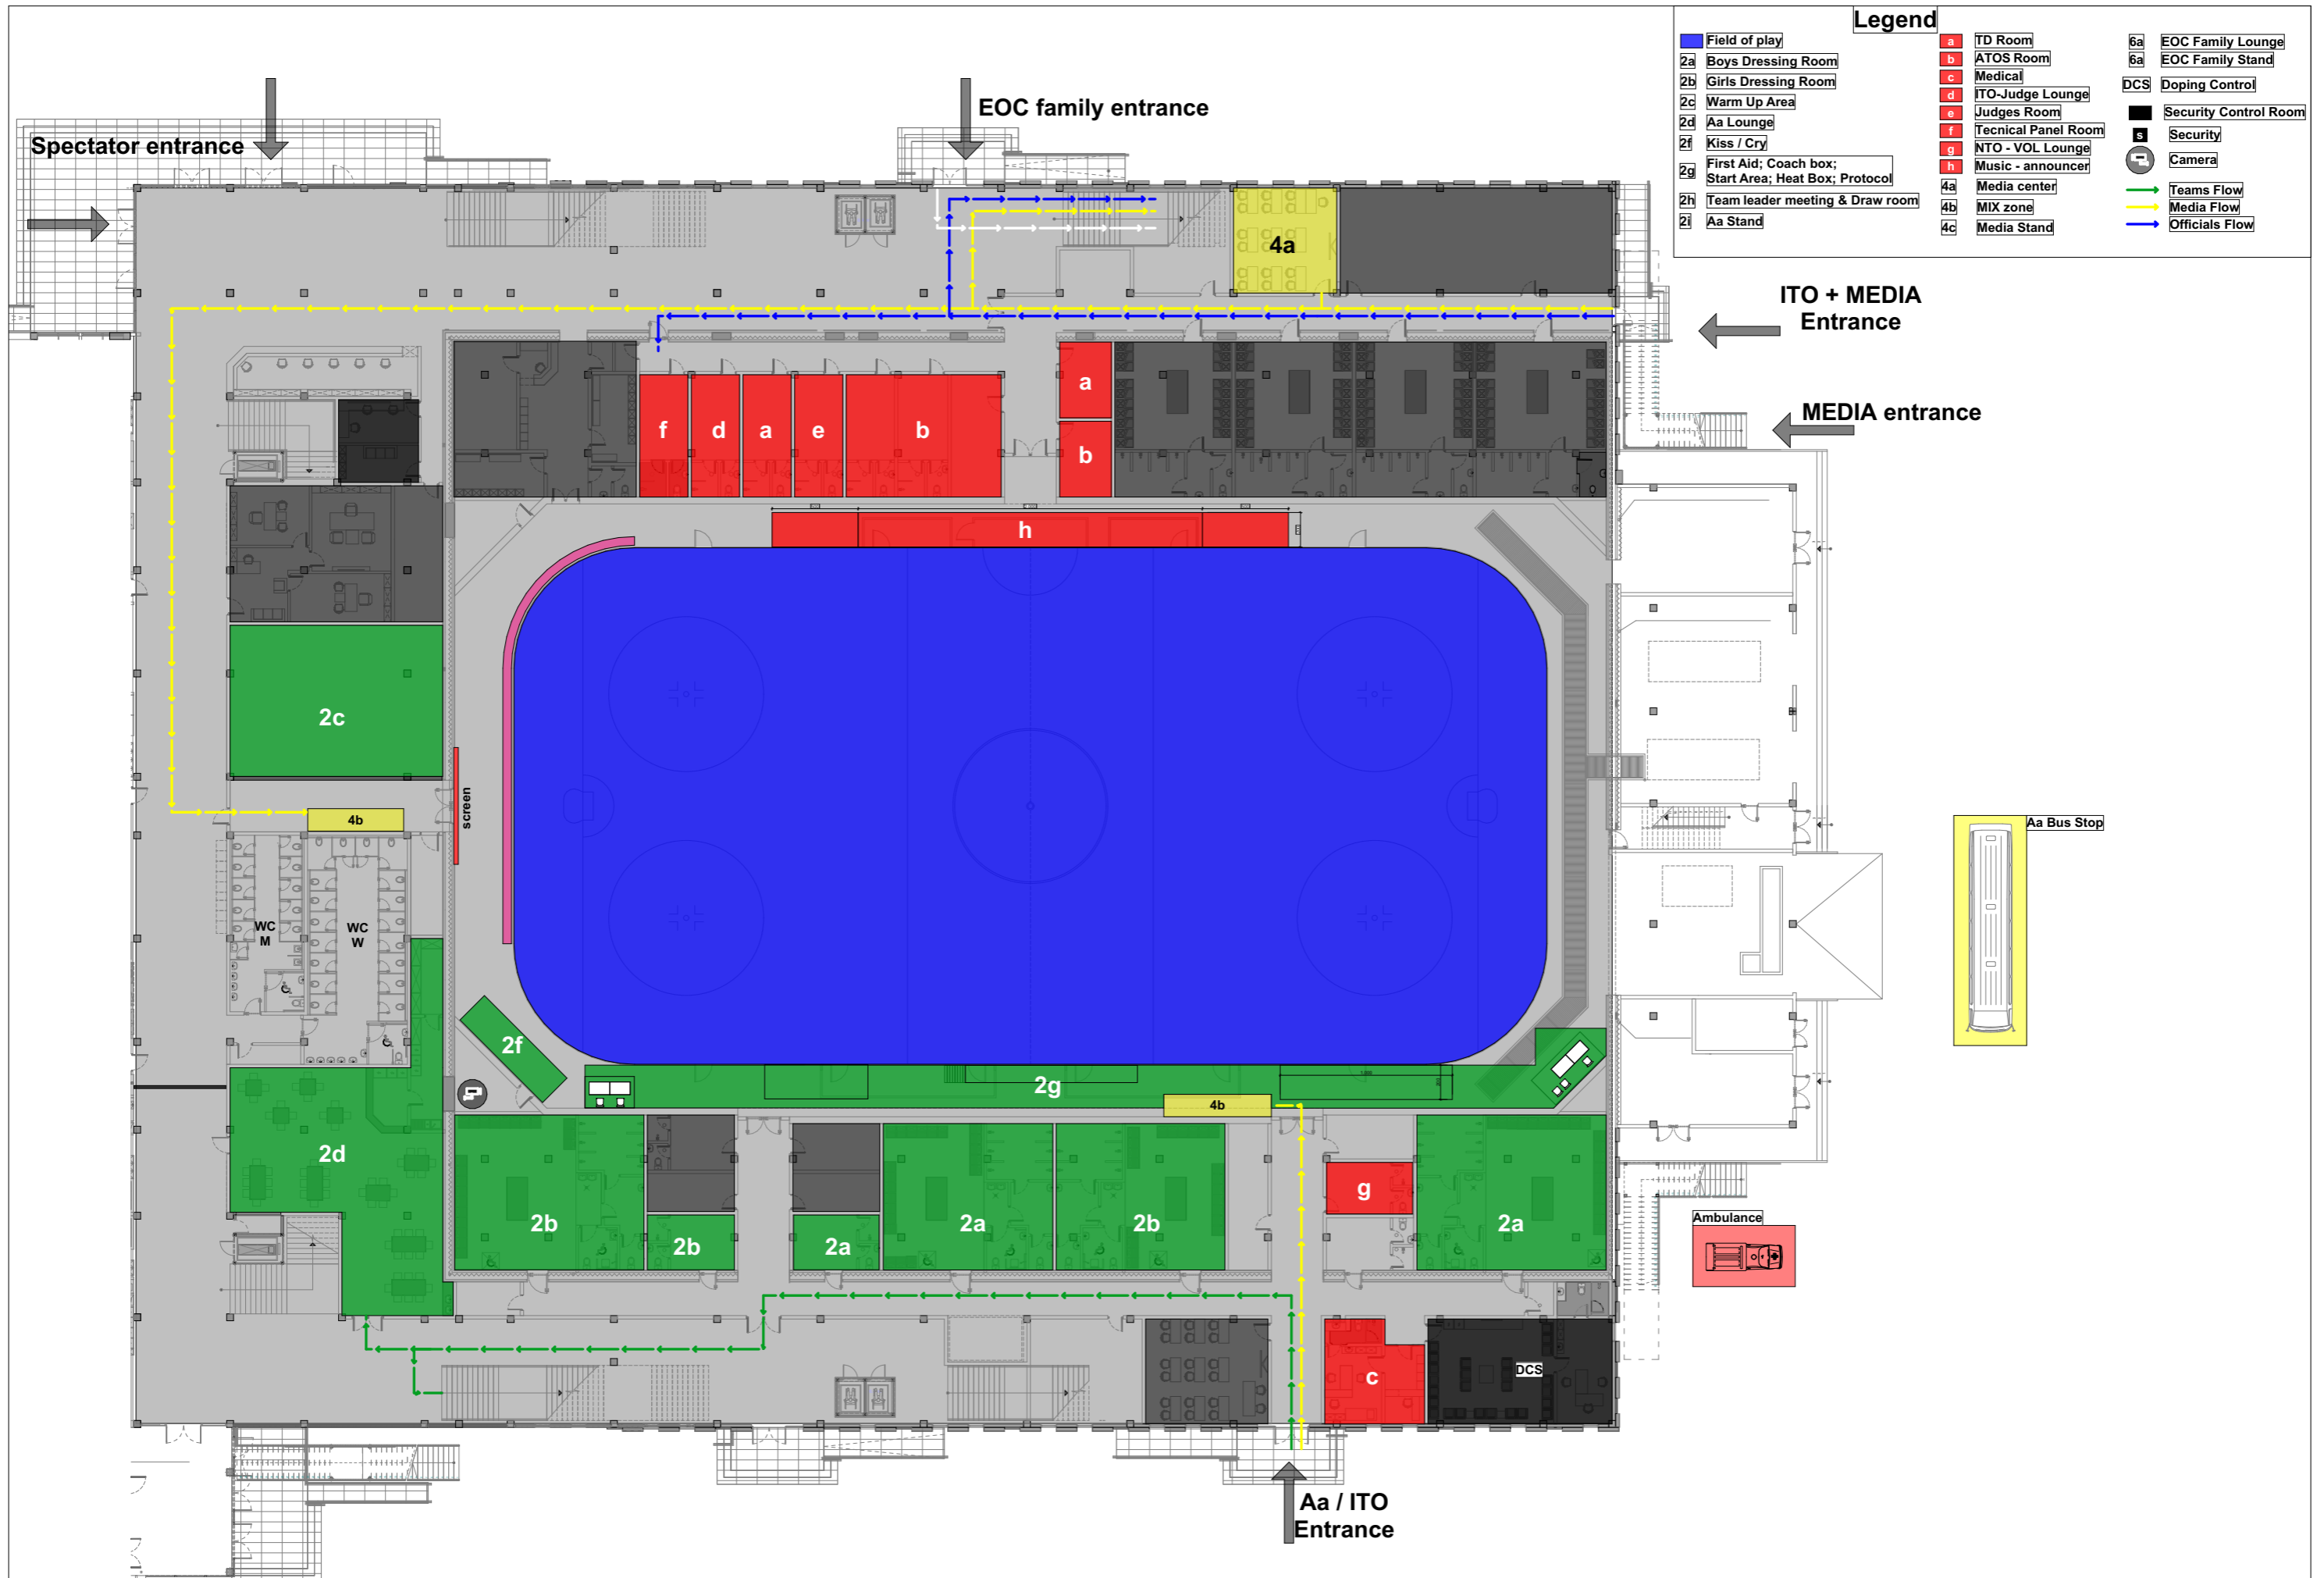 Legend
Field of play
2a Boys Dressing Room
2b Girls Dressing Room
2c Warm Up Area
2d Aa Lounge
2f Kiss / Cry
2g First Aid; Coach box;
Start Area; Heat Box; Protocol
2h Team leader meeting & Draw room
2i Aa Stand
a TD Room
b ATOS Room
c Medical
d ITO-Judge Lounge
e Judges Room
f Tecnical Panel Room
g NTO - VOL Lounge
h Music - announcer
4a Media center
4b MIX zone
4c Media Stand
6a EOC Family Lounge
6a EOC Family Stand
DCS Doping Control
Security Control Room
s Security
Camera
Teams Flow
Media Flow
Officials Flow
EOC family entrance
Spectator entrance
4a
ITO + MEDIA
Entrance
MEDIA entrance
a
f d a e b
b
h
2c
screen
4b
Aa Bus Stop
WC
M
WC
W
2f
2g
4b
2d
g
2b
2b
2a
2a
2b
2a
Ambulance
c
DCS
Aa / ITO
Entrance